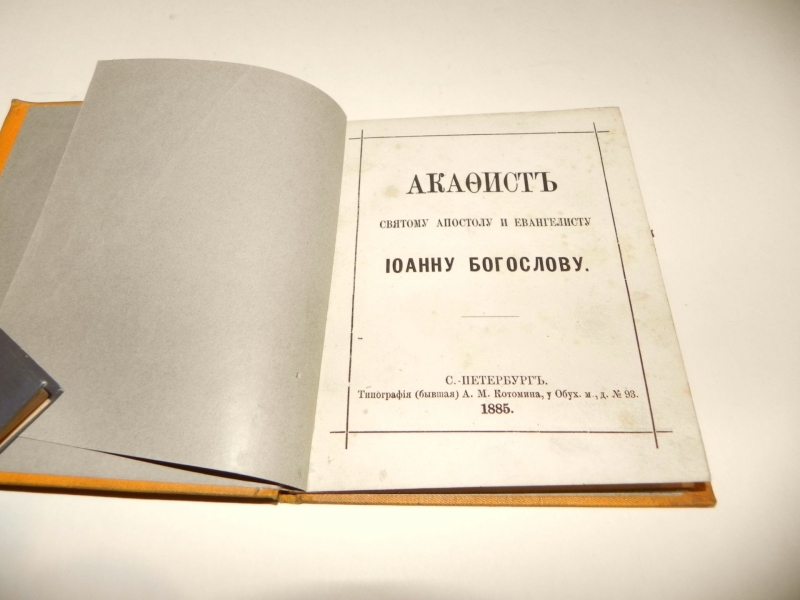 АКАѲИСТЪ
СВЯТОМУ АПОСТОЛУ И ЕВАНГЕЛИСТУ
ІОАННУ БОГОСЛОВУ.
С.-ПЕТЕРБУРГЪ.
Типографія (бывшая) А. М. Котомина, у Обух. м., д. № 93.
1885.